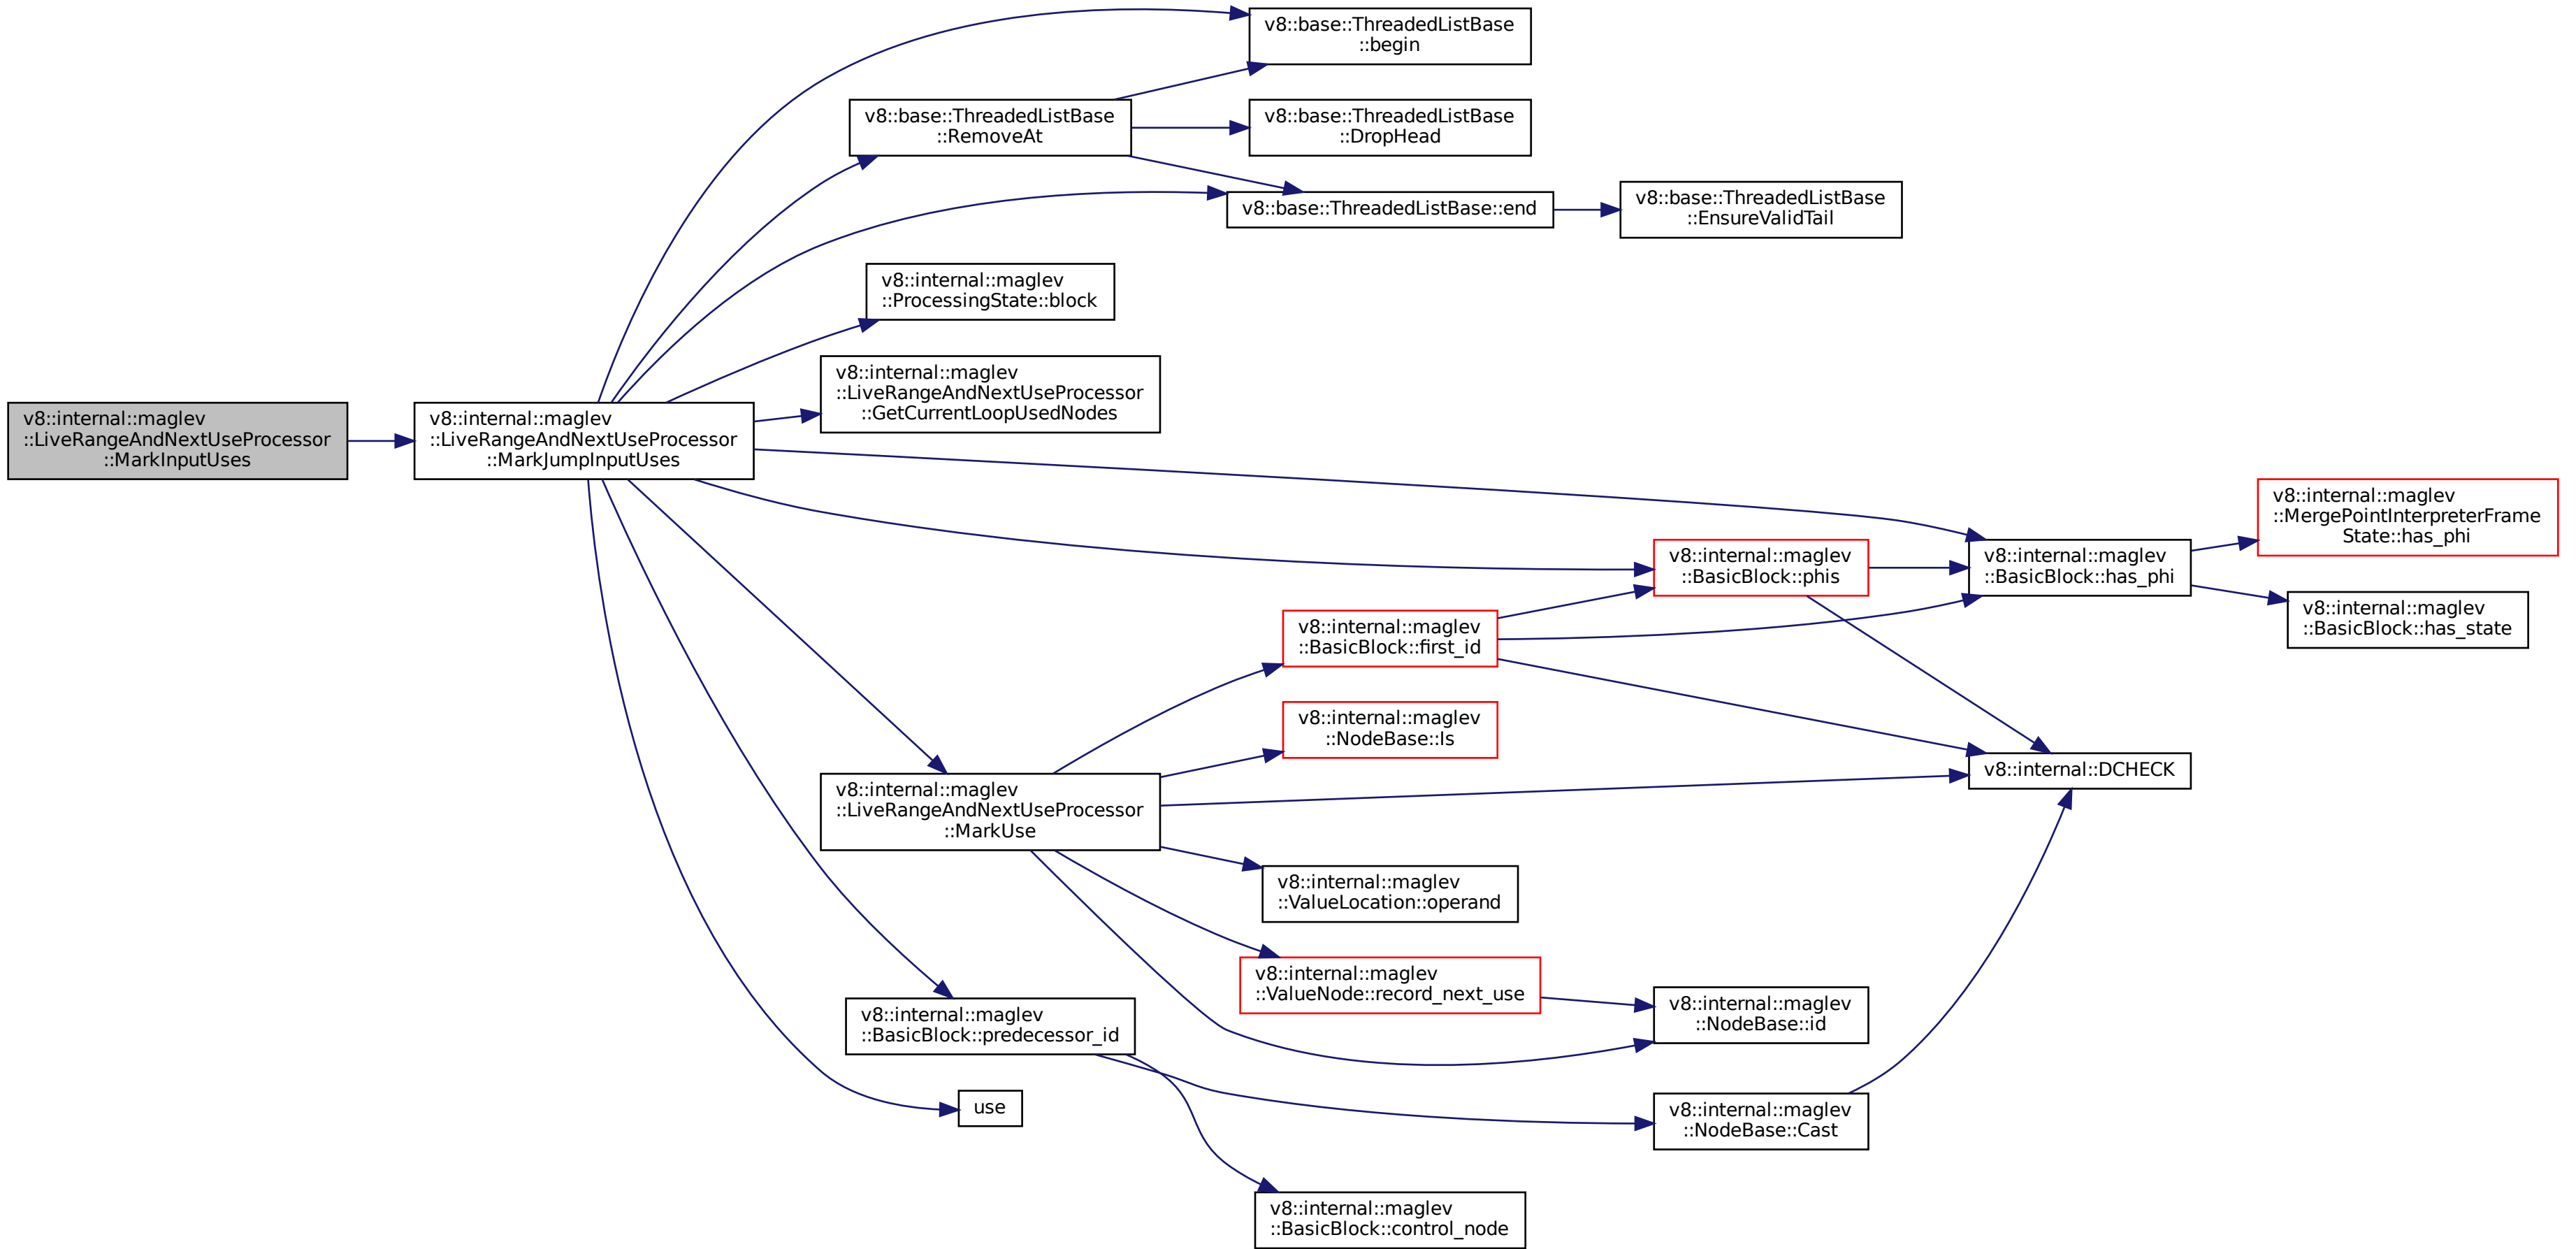 v8::internal::maglev
::LiveRangeAndNextUseProcessor
::MarkInputUses
v8::internal::maglev
::LiveRangeAndNextUseProcessor
::MarkJumpInputUses
v8::base::ThreadedListBase
::begin
v8::base::ThreadedListBase
::RemoveAt
v8::base::ThreadedListBase
::DropHead
v8::base::ThreadedListBase::end
v8::base::ThreadedListBase
::EnsureValidTail
v8::internal::maglev
::ProcessingState::block
v8::internal::maglev
::LiveRangeAndNextUseProcessor
::GetCurrentLoopUsedNodes
v8::internal::maglev
::BasicBlock::phis
v8::internal::maglev
::BasicBlock::has_phi
v8::internal::maglev
::MergePointInterpreterFrame
State::has_phi
v8::internal::maglev
::BasicBlock::has_state
v8::internal::maglev
::BasicBlock::first_id
v8::internal::maglev
::NodeBase::Is
v8::internal::DCHECK
v8::internal::maglev
::LiveRangeAndNextUseProcessor
::MarkUse
v8::internal::maglev
::ValueLocation::operand
v8::internal::maglev
::ValueNode::record_next_use
v8::internal::maglev
::NodeBase::id
v8::internal::maglev
::BasicBlock::predecessor_id
use
v8::internal::maglev
::NodeBase::Cast
v8::internal::maglev
::BasicBlock::control_node